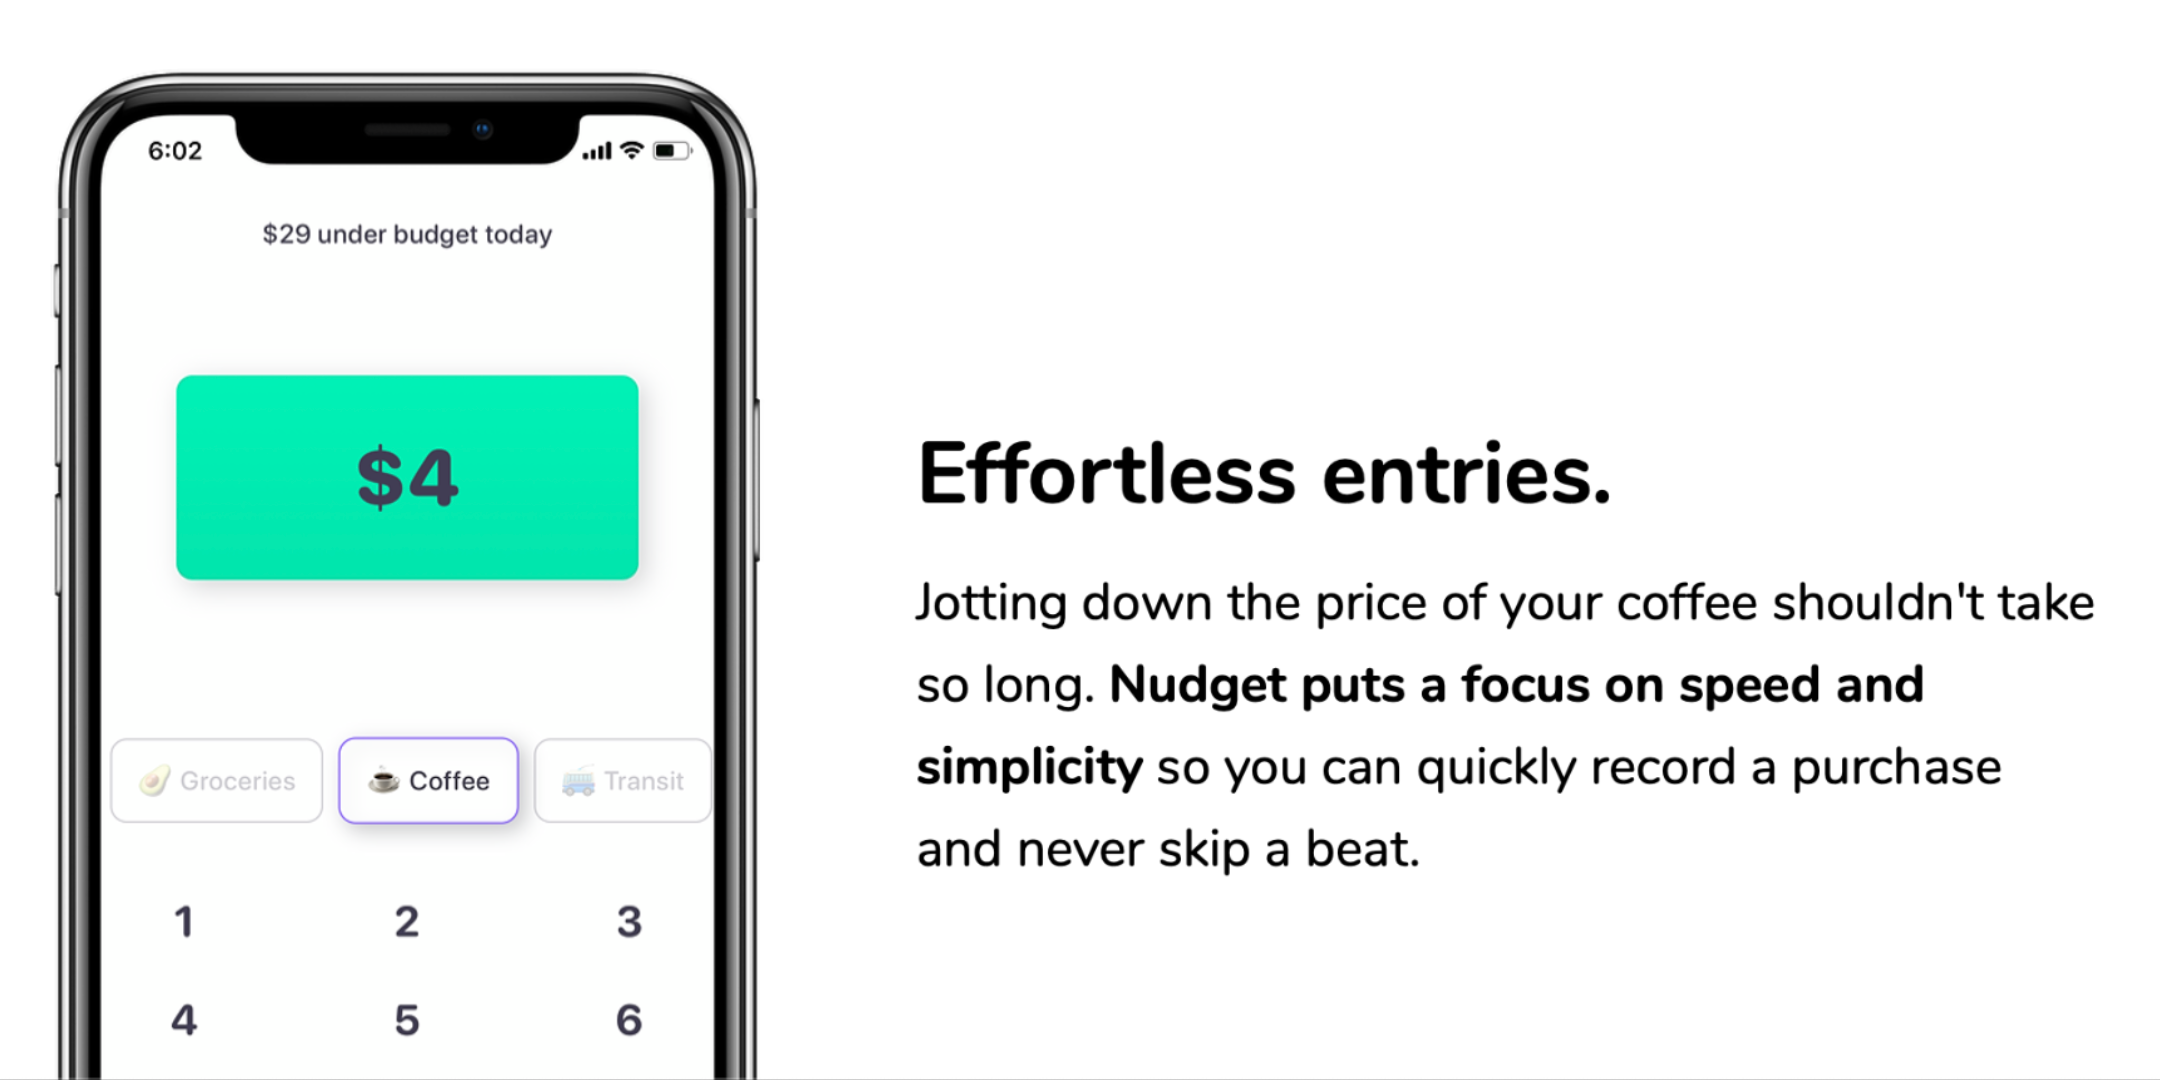 6:02
$29 under budget today
$4
Groceries
Coffee
Transit
1 2 3
4 5 6
Effortless entries.
Jotting down the price of your coffee shouldn't take
so long. Nudget puts a focus on speed and
simplicity so you can quickly record a purchase
and never skip a beat.